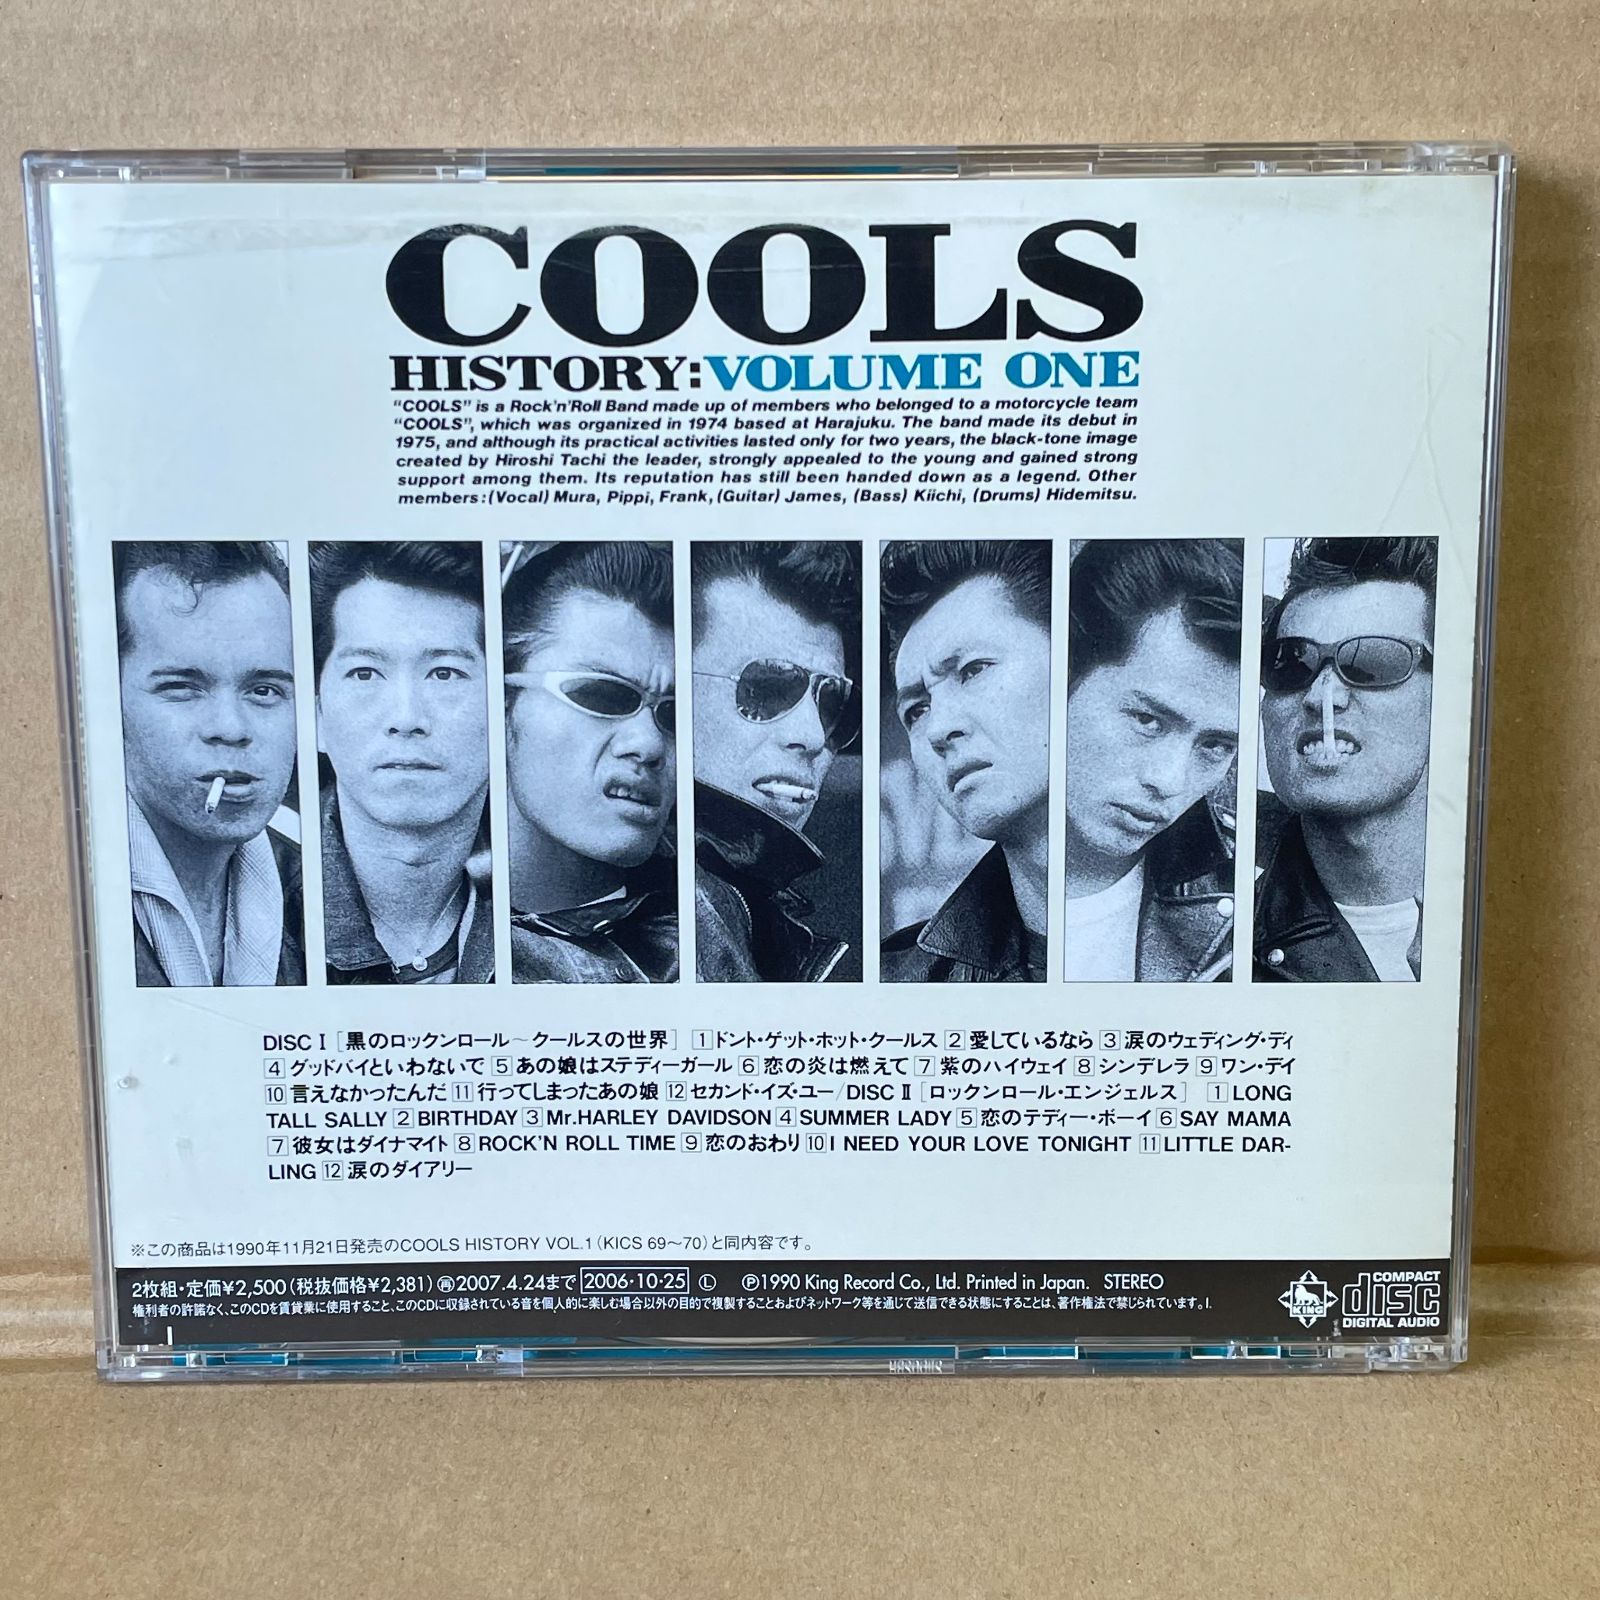 COOLS
HISTORY:VOLUME ONE
"COOLS" is a Rock'n'Roll Band made up of members who belonged to a motorcycle team
"COOLS", which was organized in 1974 based at Harajuku. The band made its debut in
1975, and although its practical activities lasted only for two years, the black-tone image
created by Hiroshi Tachi the leader, strongly appealed to the young and gained strong
support among them. Its reputation has still been handed down as a legend. Other
members:(Vocal) Mura, Pippi, Frank, (Guitar) James, (Bass) Kiichi, (Drums) Hidemitsu.
DISC I [黒のロックンロール~クールスの世界] 1 ドント・ゲット・ホット・クールス 2 愛しているなら 3 涙のウェディング・ディ
4 グッドバイといわないで 5 あの娘はステディーガール 6 恋の炎は燃えて 7 紫のハイウェイ 8 シンデレラ 9 ワン・デイ
10 言えなかったんだ 11 行ってしまったあの娘 12 セカンド・イズ・ユー/DISC II [ロックンロール・エンジェルス] 1 LONG
TALL SALLY 2 BIRTHDAY 3 Mr.HARLEY DAVIDSON 4 SUMMER LADY 5 恋のテディー・ボーイ 6 SAY MAMA
7 彼女はダイナマイト 8 ROCK'N ROLL TIME 9 恋のおわり 10 I NEED YOUR LOVE TONIGHT 11 LITTLE DAR-
LING 12 涙のダイアリー
※この商品は1990年11月21日発売のCOOLS HISTORY VOL.1(KICS 69〜70)と同内容です。
2枚組・定価¥2,500(税抜価格¥2,381) 再 2007.4.24まで 2006・10・25 Ⓛ Ⓟ1990 King Record Co., Ltd. Printed in Japan. STEREO
権利者の許諾なく、このCDを賃貸業に使用すること、このCDに収録されている音を個人的に楽しむ場合以外の目的で複製することおよびネットワーク等を通じて送信できる状態にすることは、著作権法で禁じられています。I.
KING
COMPACT
disc
DIGITAL AUDIO